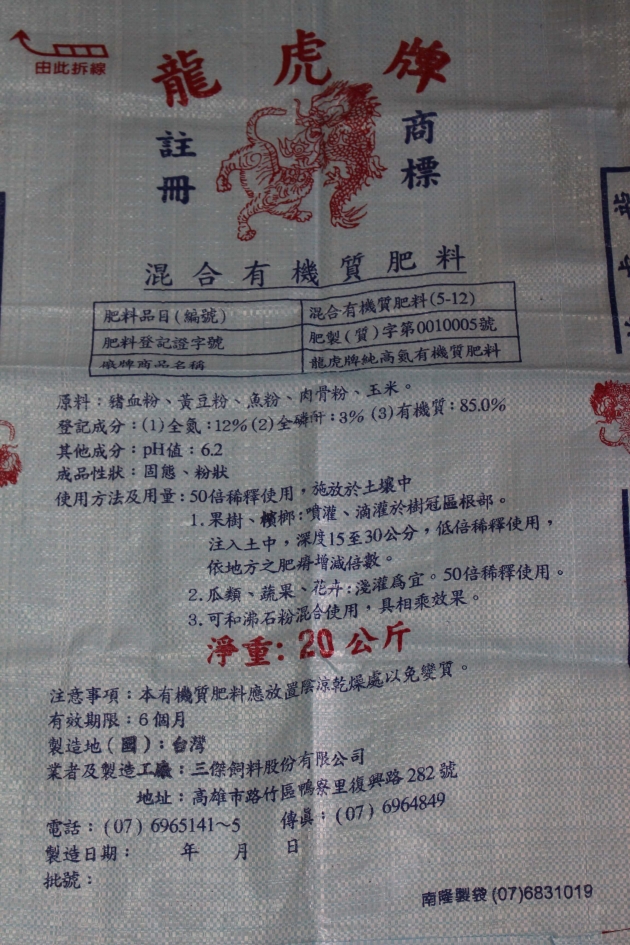 由此拆線
龍虎牌
註冊 商標
混合有機質肥料
肥料品目(編號) 混合有機質肥料(5-12)
肥料登記證字號 肥製(質)字第0010005號
廠牌商品名稱 龍虎牌純高氮有機質肥料
原料:豬血粉、黃豆粉、魚粉、肉骨粉、玉米。
登記成分:(1)全氮:12%(2)全磷酐:3% (3)有機質:85.0%
其他成分:pH值:6.2
成品性狀:固態、粉狀
使用方法及用量:50倍稀釋使用,施放於土壤中
1.果樹、檳榔:噴灌、滴灌於樹冠區根部。
注入土中,深度15至30公分,低倍稀釋使用,
依地方之肥瘠增減倍數。
2.瓜類、蔬果、花卉:淺灌為宜。50倍稀釋使用。
3.可和沸石粉混合使用,具相乘效果。
淨重:20公斤
注意事項:本有機質肥料應放置陰涼乾燥處以免變質。
有效期限:6個月
製造地(國):台灣
業者及製造工廠:三傑飼料股份有限公司
地址:高雄市路竹區鴨寮里復興路282號
電話:(07) 6965141~5 傳真:(07) 6964849
製造日期: 年 月 日
批號:
南隆製袋(07)6831019